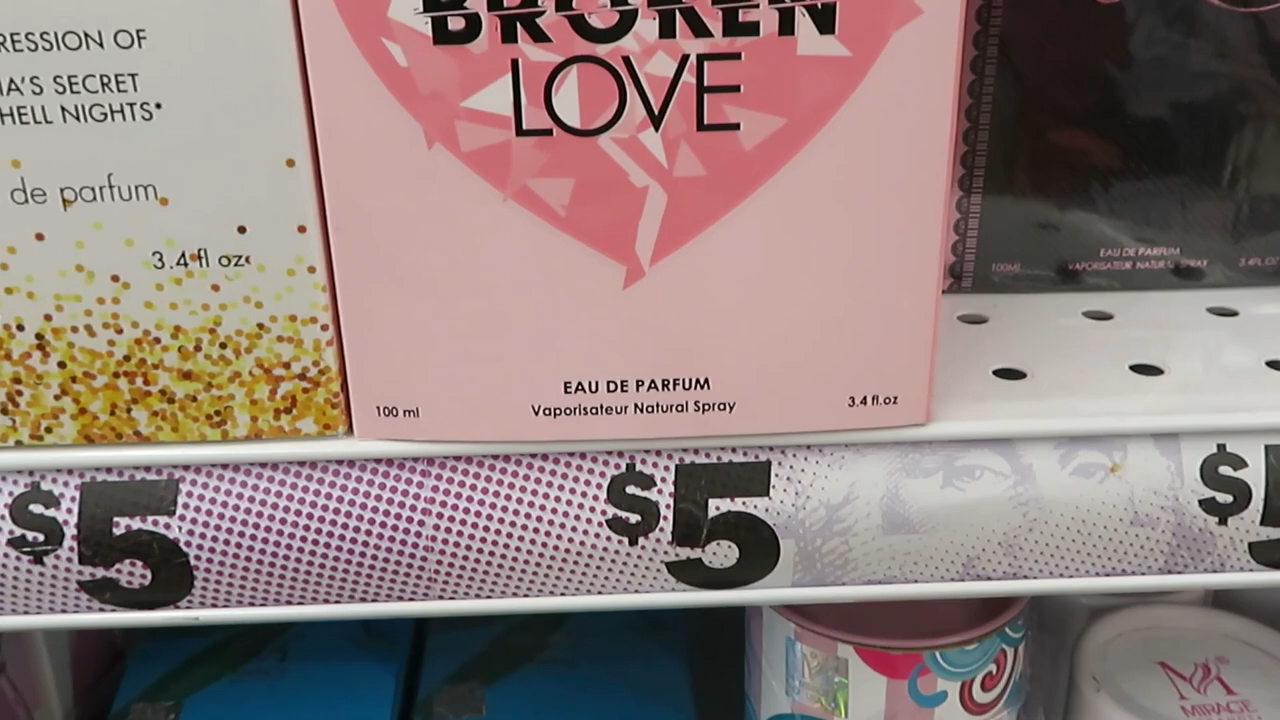 RESSION OF
IA'S SECRET
HELL NIGHTS*
de parfum
3.4 fl oz
BROKEN
LOVE
EAU DE PARFUM
Vaporisateur Natural Spray
100 ml
3.4 fl.oz
EAU DE PARFUM
VAPORISATEUR NATURAL SPRAY
100ML
3.4FL.OZ
$5
$5
$5
MIRAGE